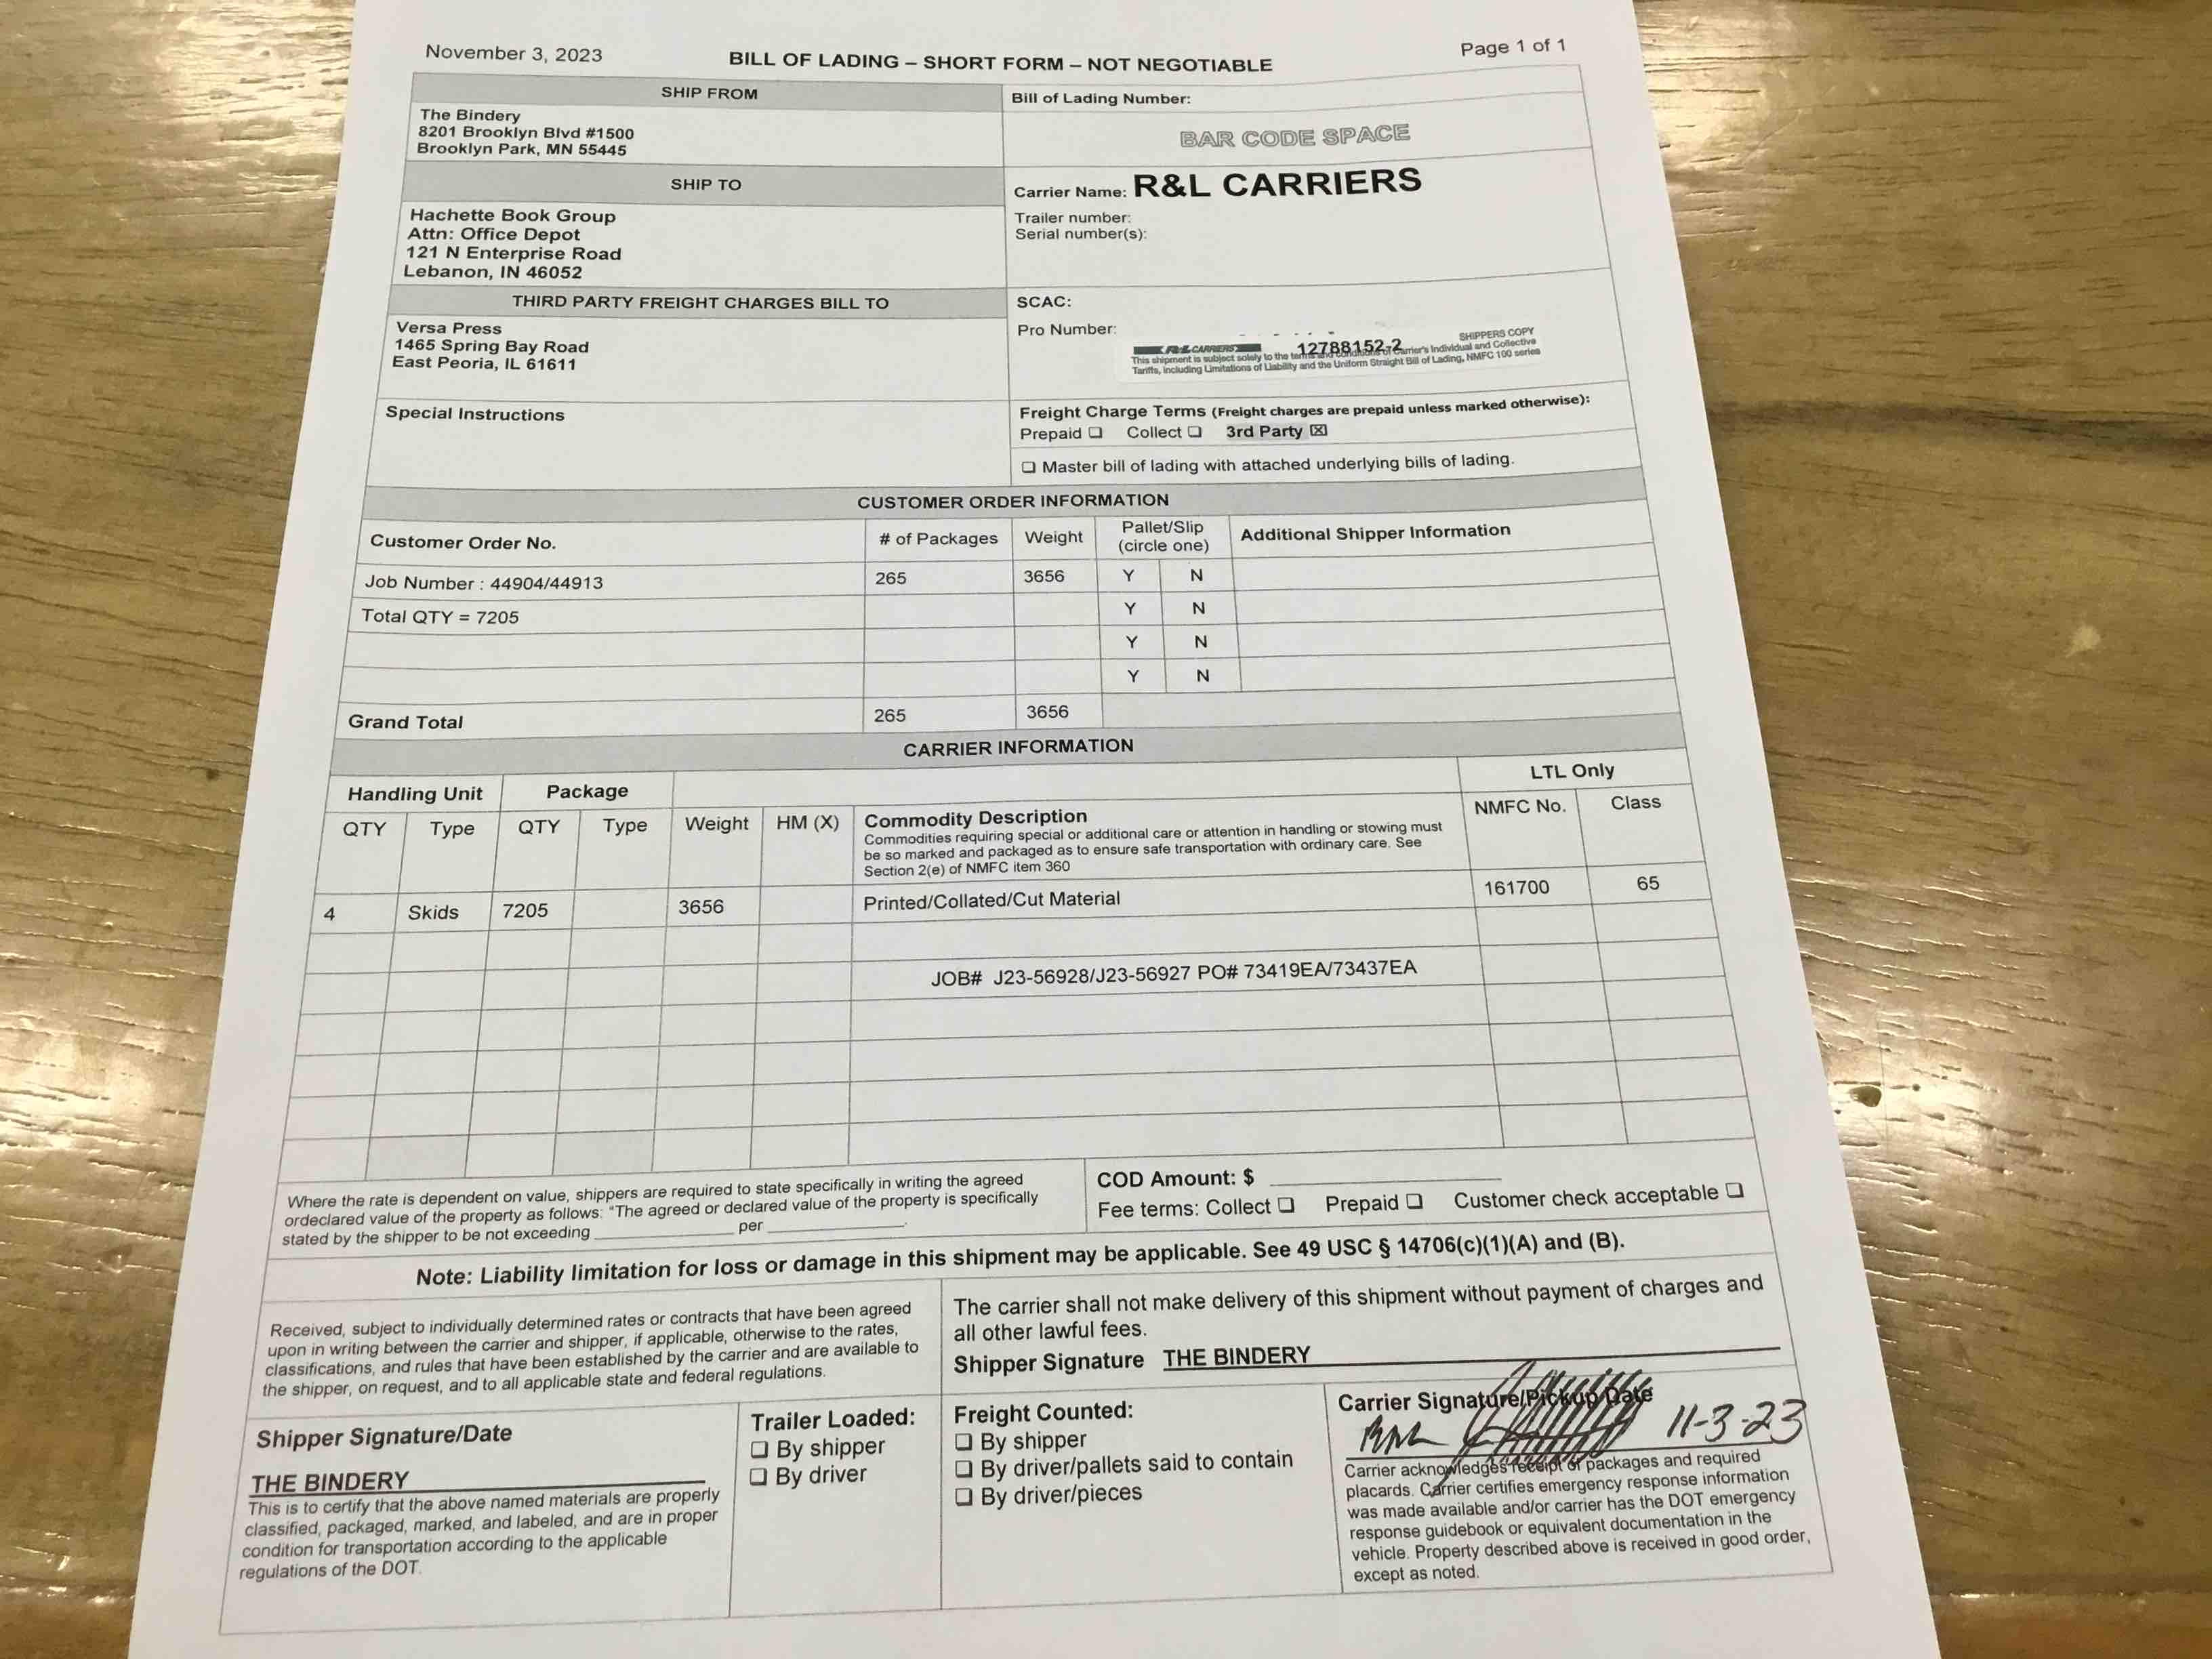 November 3, 2023
BILL OF LADING – SHORT FORM – NOT NEGOTIABLE
Page 1 of 1
SHIP FROM
The Bindery
8201 Brooklyn Blvd #1500
Brooklyn Park, MN 55445
Bill of Lading Number:
BAR CODE SPACE
SHIP TO
Hachette Book Group
Attn: Office Depot
121 N Enterprise Road
Lebanon, IN 46052
Carrier Name: R&L CARRIERS
Trailer number:
Serial number(s):
THIRD PARTY FREIGHT CHARGES BILL TO
Versa Press
1465 Spring Bay Road
East Peoria, IL 61611
SCAC:
Pro Number:
R&L CARRIERS 12788152-2 SHIPPERS COPY
This shipment is subject solely to the terms and conditions of Carrier's Individual and Collective
Tariffs, including Limitations of Liability and the Uniform Straight Bill of Lading, NMFC 100 series
Special Instructions
Freight Charge Terms (Freight charges are prepaid unless marked otherwise):
Prepaid ❑ Collect ❑ 3rd Party ☒
❑ Master bill of lading with attached underlying bills of lading.
CUSTOMER ORDER INFORMATION
Customer Order No. # of Packages Weight Pallet/Slip (circle one) Additional Shipper Information
Job Number : 44904/44913 265 3656 Y N
Total QTY = 7205 Y N
Y N
Y N
Grand Total 265 3656
CARRIER INFORMATION
Handling Unit Package LTL Only
QTY Type QTY Type Weight HM (X) Commodity Description NMFC No. Class
Commodities requiring special or additional care or attention in handling or stowing must
be so marked and packaged as to ensure safe transportation with ordinary care. See
Section 2(e) of NMFC item 360
4 Skids 7205 3656 Printed/Collated/Cut Material 161700 65
JOB# J23-56928/J23-56927 PO# 73419EA/73437EA
Where the rate is dependent on value, shippers are required to state specifically in writing the agreed
ordeclared value of the property as follows: "The agreed or declared value of the property is specifically
stated by the shipper to be not exceeding ____ per ____.
COD Amount: $
Fee terms: Collect ❑ Prepaid ❑ Customer check acceptable ❑
Note: Liability limitation for loss or damage in this shipment may be applicable. See 49 USC § 14706(c)(1)(A) and (B).
Received, subject to individually determined rates or contracts that have been agreed
upon in writing between the carrier and shipper, if applicable, otherwise to the rates,
classifications, and rules that have been established by the carrier and are available to
the shipper, on request, and to all applicable state and federal regulations.
The carrier shall not make delivery of this shipment without payment of charges and
all other lawful fees.
Shipper Signature THE BINDERY
Shipper Signature/Date
THE BINDERY
This is to certify that the above named materials are properly
classified, packaged, marked, and labeled, and are in proper
condition for transportation according to the applicable
regulations of the DOT.
Trailer Loaded:
❑ By shipper
❑ By driver
Freight Counted:
❑ By shipper
❑ By driver/pallets said to contain
❑ By driver/pieces
Carrier Signature/Pickup Date
11-3-23
Carrier acknowledges receipt of packages and required
placards. Carrier certifies emergency response information
was made available and/or carrier has the DOT emergency
response guidebook or equivalent documentation in the
vehicle. Property described above is received in good order,
except as noted.